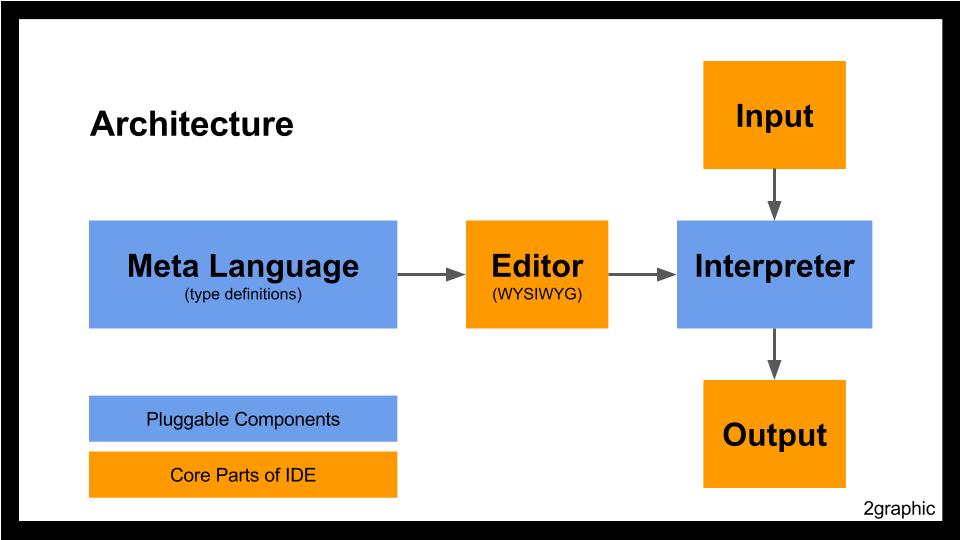 Architecture
Input
Meta Language
(type definitions)
Editor
(WYSIWYG)
Interpreter
Pluggable Components
Core Parts of IDE
Output
2graphic